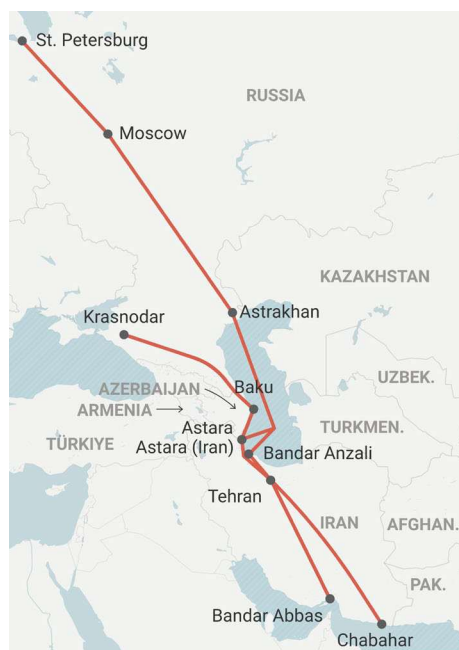 St. Petersburg
RUSSIA
Moscow
KAZAKHSTAN
Astrakhan
Krasnodar
UZBEK.
AZERBAIJAN
Baku
ARMENIA
TURKMEN.
Astara
TÜRKIYE
Astara (Iran)
Bandar Anzali
Tehran
IRAN
AFGHAN.
PAK.
Bandar Abbas
Chabahar